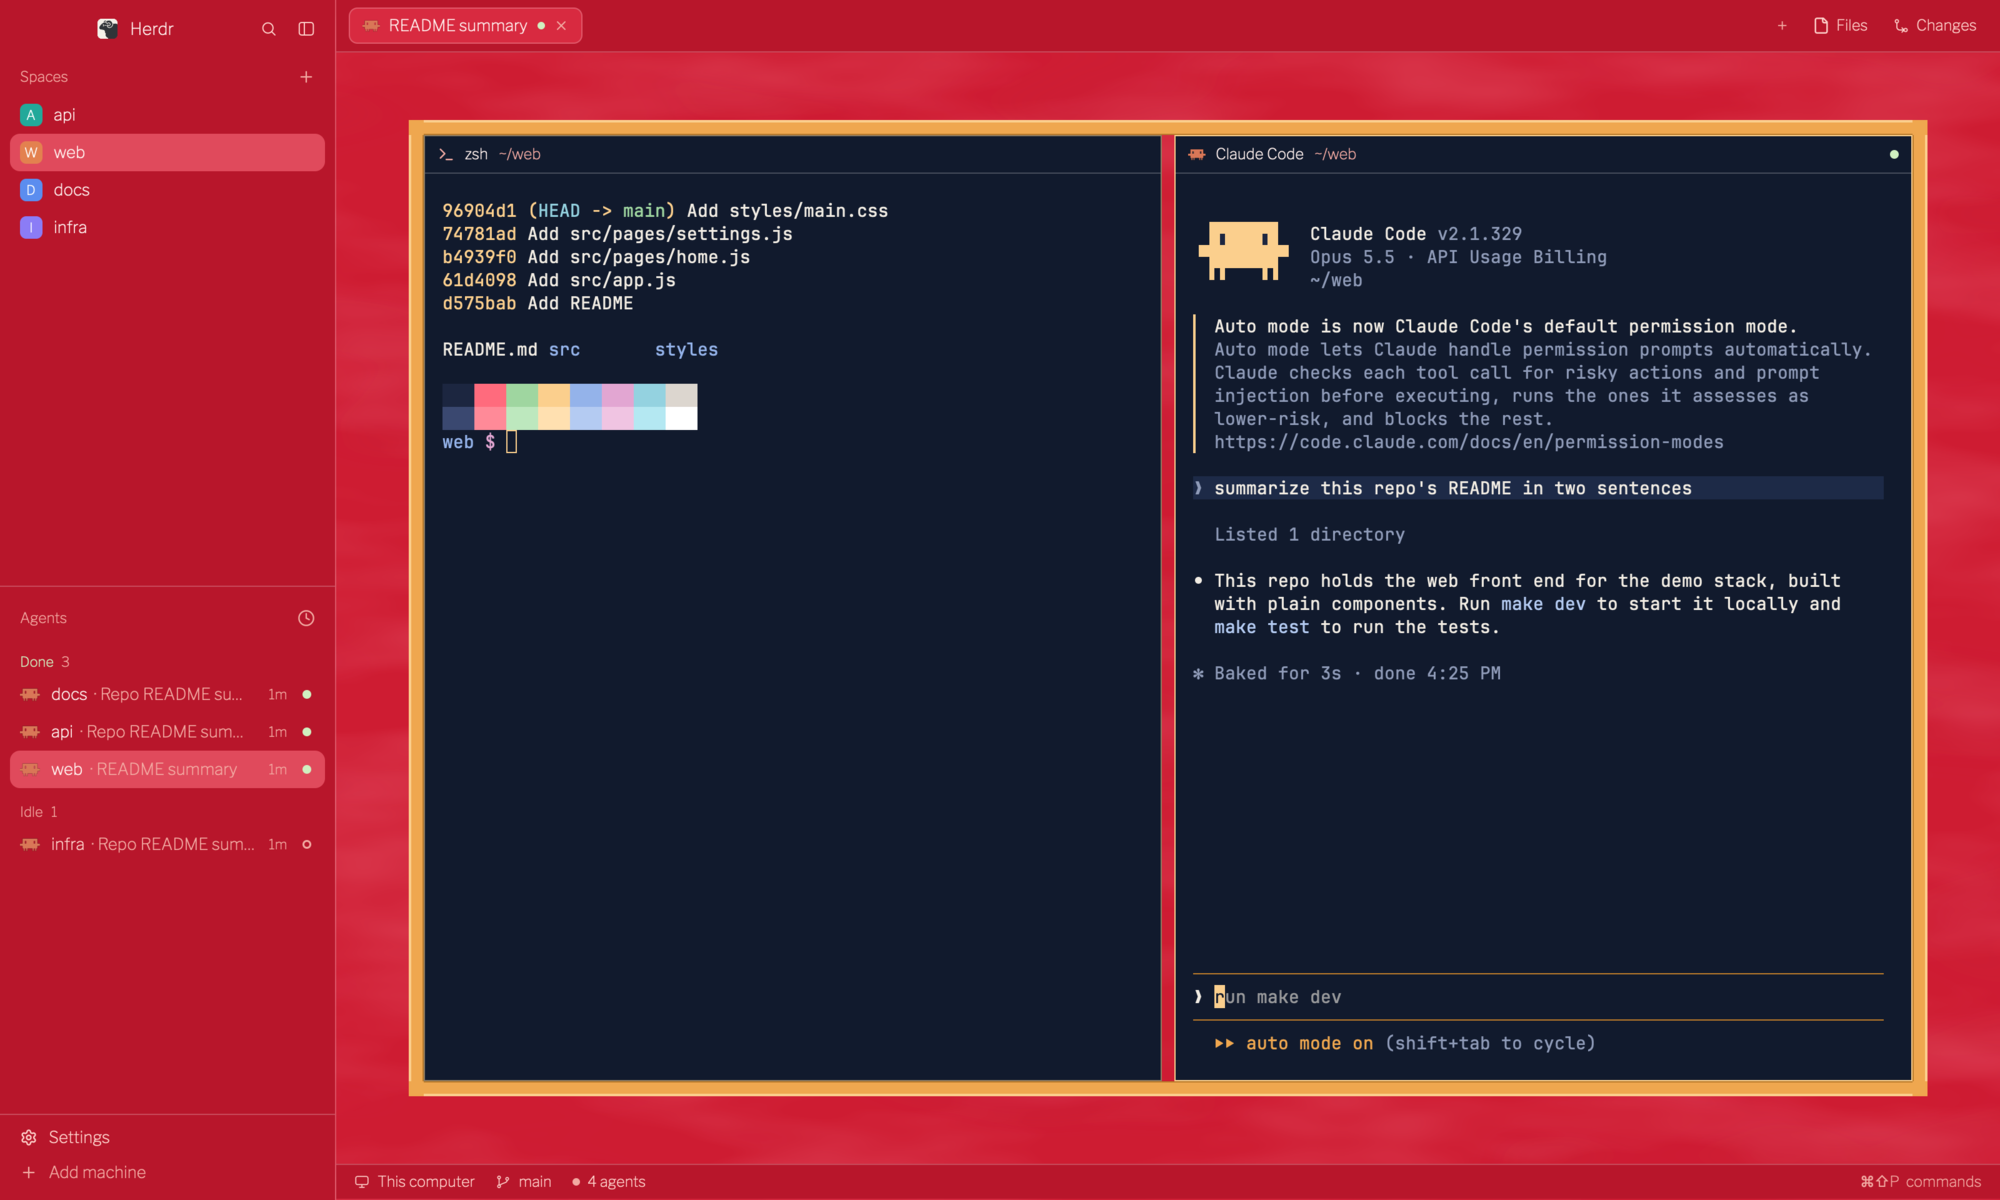 Herdr
Spaces
A api
W web
D docs
I infra
Agents
Done 3
docs · Repo README su... 1m
api · Repo README sum... 1m
web · README summary 1m
Idle 1
infra · Repo README sum... 1m
Settings
+ Add machine
README summary
+ Files Changes
zsh ~/web
96904d1 (HEAD -> main) Add styles/main.css
74781ad Add src/pages/settings.js
b4939f0 Add src/pages/home.js
61d4098 Add src/app.js
d575bab Add README
README.md src styles
web $
Claude Code ~/web
Claude Code v2.1.329
Opus 5.5 · API Usage Billing
~/web
Auto mode is now Claude Code's default permission mode.
Auto mode lets Claude handle permission prompts automatically.
Claude checks each tool call for risky actions and prompt
injection before executing, runs the ones it assesses as
lower-risk, and blocks the rest.
https://code.claude.com/docs/en/permission-modes
❯ summarize this repo's README in two sentences
Listed 1 directory
● This repo holds the web front end for the demo stack, built
with plain components. Run make dev to start it locally and
make test to run the tests.
✻ Baked for 3s · done 4:25 PM
❯ run make dev
⏵⏵ auto mode on (shift+tab to cycle)
This computer main ● 4 agents
⌘⇧P commands